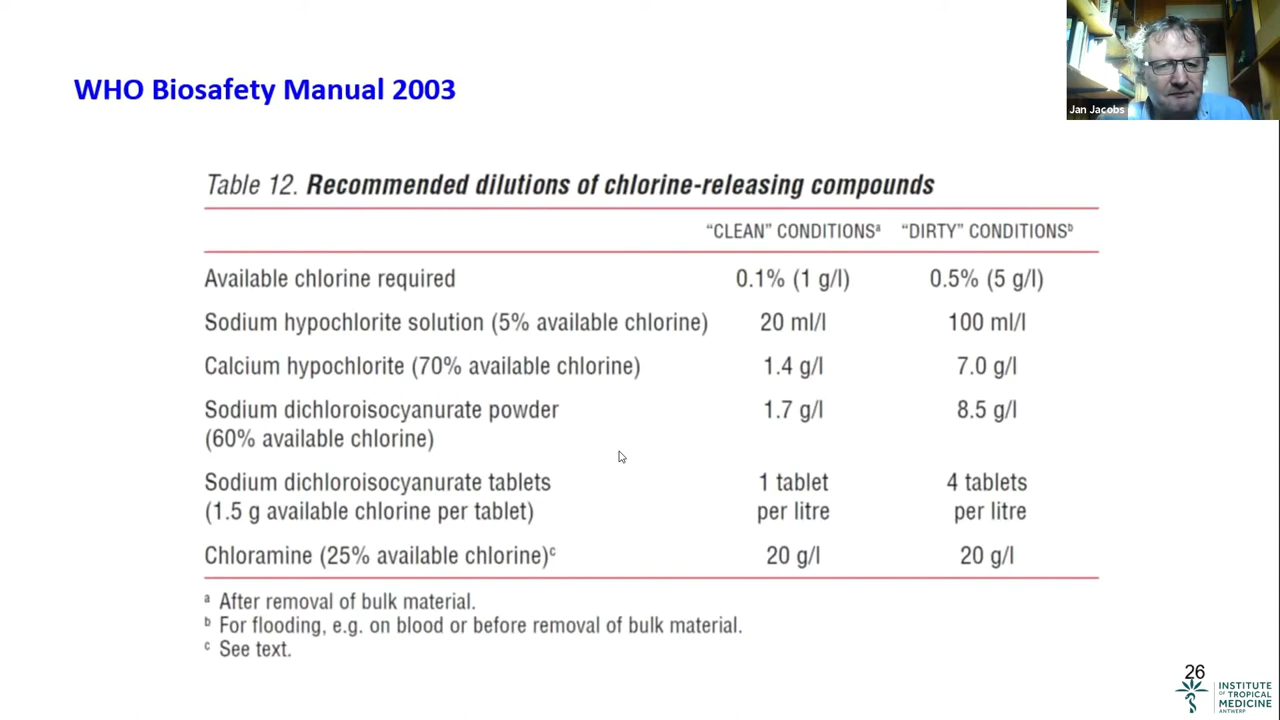 WHO Biosafety Manual 2003
Jan Jacobs
Table 12. Recommended dilutions of chlorine-releasing compounds
“CLEAN” CONDITIONSᵃ “DIRTY” CONDITIONSᵇ
Available chlorine required 0.1% (1 g/l) 0.5% (5 g/l)
Sodium hypochlorite solution (5% available chlorine) 20 ml/l 100 ml/l
Calcium hypochlorite (70% available chlorine) 1.4 g/l 7.0 g/l
Sodium dichloroisocyanurate powder 1.7 g/l 8.5 g/l
(60% available chlorine)
Sodium dichloroisocyanurate tablets 1 tablet 4 tablets
(1.5 g available chlorine per tablet) per litre per litre
Chloramine (25% available chlorine)ᶜ 20 g/l 20 g/l
ᵃ After removal of bulk material.
ᵇ For flooding, e.g. on blood or before removal of bulk material.
ᶜ See text.
26
INSTITUTE
OF TROPICAL
MEDICINE
ANTWERP